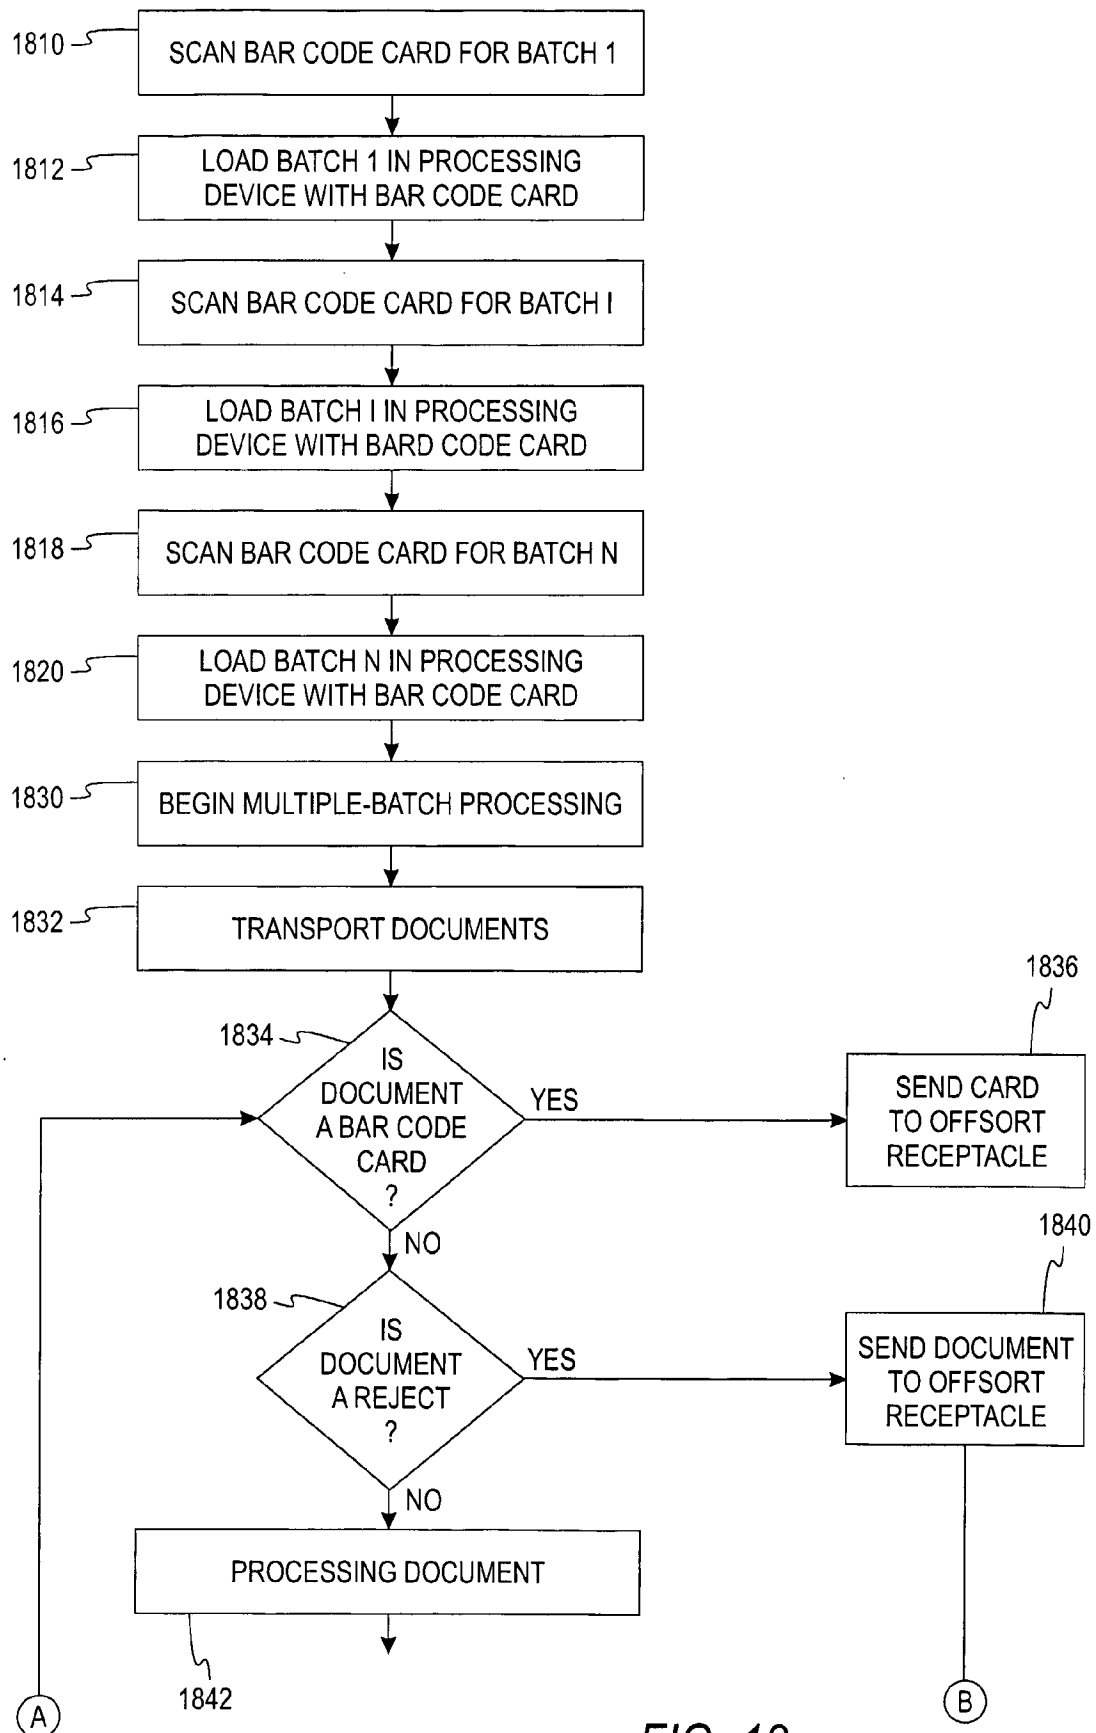 1810
SCAN BAR CODE CARD FOR BATCH 1
1812
LOAD BATCH 1 IN PROCESSING
DEVICE WITH BAR CODE CARD
1814
SCAN BAR CODE CARD FOR BATCH I
1816
LOAD BATCH I IN PROCESSING
DEVICE WITH BARD CODE CARD
1818
SCAN BAR CODE CARD FOR BATCH N
1820
LOAD BATCH N IN PROCESSING
DEVICE WITH BAR CODE CARD
1830
BEGIN MULTIPLE-BATCH PROCESSING
1832
TRANSPORT DOCUMENTS
1834
IS
DOCUMENT
A BAR CODE
CARD
?
YES
1836
SEND CARD
TO OFFSORT
RECEPTACLE
NO
1838
IS
DOCUMENT
A REJECT
?
YES
1840
SEND DOCUMENT
TO OFFSORT
RECEPTACLE
NO
PROCESSING DOCUMENT
1842
A
B